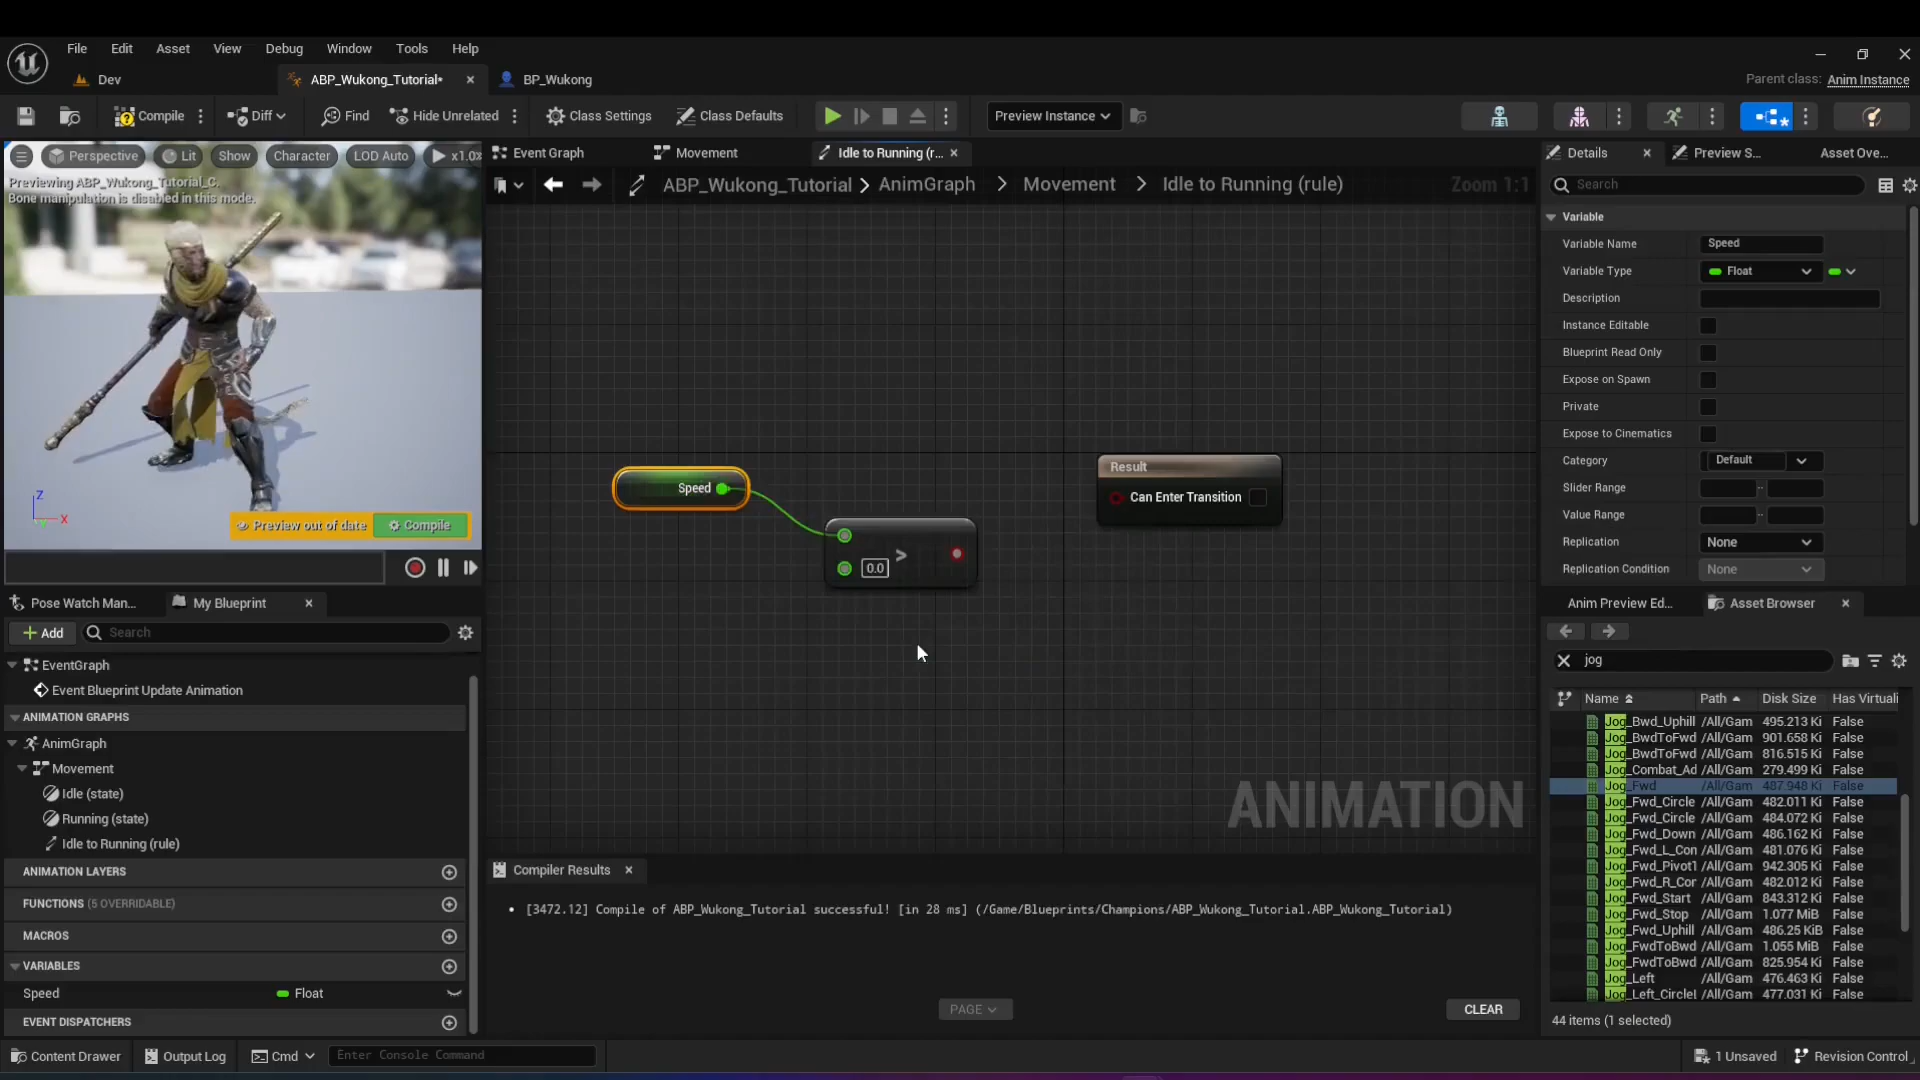 File Edit Asset View Debug Window Tools Help
Dev
ABP_Wukong_Tutorial•
BP_Wukong
Parent class: Anim Instance
Compile
Diff
Find
Hide Unrelated
Class Settings
Class Defaults
Preview Instance
Perspective
Lit
Show
Character
LOD Auto
x1.0
Previewing ABP_Wukong_Tutorial_C.
Bone manipulation is disabled in this mode.
Z
X
Preview out of date
Compile
Event Graph
Movement
Idle to Running (r...
ABP_Wukong_Tutorial > AnimGraph > Movement > Idle to Running (rule)
Zoom 1:1
Speed
0.0
>
Result
Can Enter Transition
ANIMATION
Details
Preview S...
Asset Ove...
Search
Variable
Variable Name Speed
Variable Type Float
Description
Instance Editable
Blueprint Read Only
Expose on Spawn
Private
Expose to Cinematics
Category Default
Slider Range
Value Range
Replication None
Replication Condition None
Pose Watch Man...
My Blueprint
Add
Search
EventGraph
Event Blueprint Update Animation
ANIMATION GRAPHS
AnimGraph
Movement
Idle (state)
Running (state)
Idle to Running (rule)
ANIMATION LAYERS
FUNCTIONS (5 OVERRIDABLE)
MACROS
VARIABLES
Speed Float
EVENT DISPATCHERS
Compiler Results
• [3472.12] Compile of ABP_Wukong_Tutorial successful! [in 28 ms] (/Game/Blueprints/Champions/ABP_Wukong_Tutorial.ABP_Wukong_Tutorial)
PAGE
CLEAR
Anim Preview Ed...
Asset Browser
jog
Name Path Disk Size Has Virtuali
Jog_Bwd_Uphill /All/Gam 495.213 Ki False
Jog_BwdToFwd /All/Gam 901.658 Ki False
Jog_BwdToFwd /All/Gam 816.515 Ki False
Jog_Combat_Ad /All/Gam 279.499 Ki False
Jog_Fwd /All/Gam 487.948 Ki False
Jog_Fwd_Circle /All/Gam 482.011 Ki False
Jog_Fwd_Circle /All/Gam 484.072 Ki False
Jog_Fwd_Down /All/Gam 486.162 Ki False
Jog_Fwd_L_Con /All/Gam 481.076 Ki False
Jog_Fwd_Pivot1 /All/Gam 942.305 Ki False
Jog_Fwd_R_Cor /All/Gam 482.012 Ki False
Jog_Fwd_Start /All/Gam 843.312 Ki False
Jog_Fwd_Stop /All/Gam 1.077 MiB False
Jog_Fwd_Uphill /All/Gam 486.25 KiB False
Jog_FwdToBwd /All/Gam 1.055 MiB False
Jog_FwdToBwd /All/Gam 825.954 Ki False
Jog_Left /All/Gam 476.463 Ki False
Jog_Left_Circle /All/Gam 477.031 Ki False
44 items (1 selected)
Content Drawer
Output Log
Cmd
Enter Console Command
1 Unsaved
Revision Control